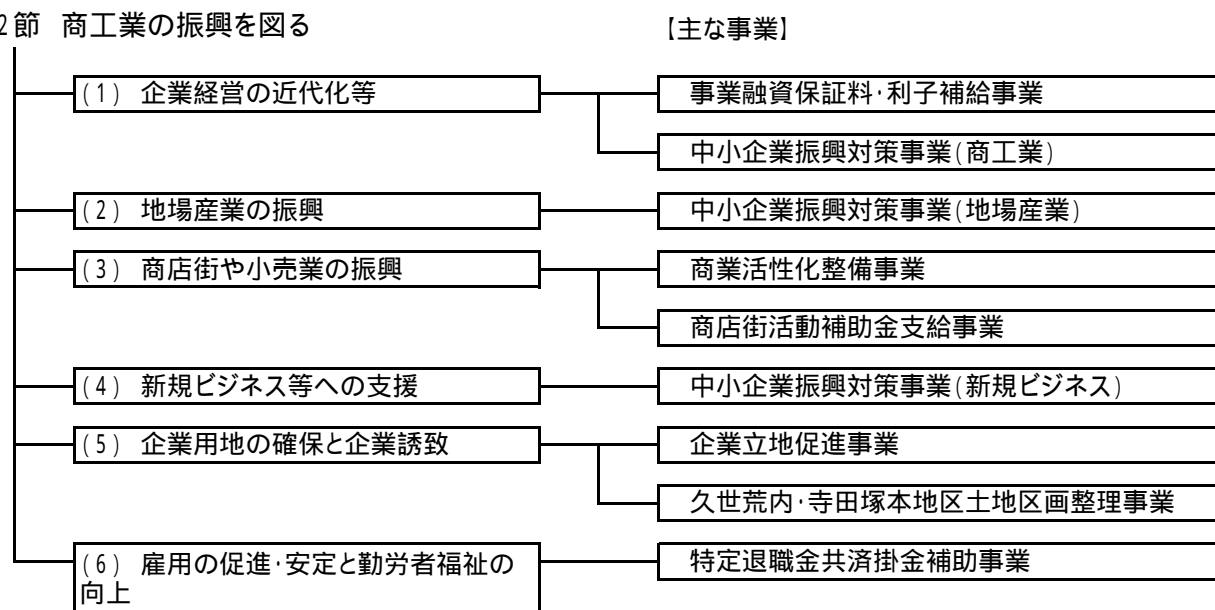 2節 商工業の振興を図る
【主な事業】
(1) 企業経営の近代化等
事業融資保証料・利子補給事業
中小企業振興対策事業(商工業)
(2) 地場産業の振興
中小企業振興対策事業(地場産業)
(3) 商店街や小売業の振興
商業活性化整備事業
商店街活動補助金支給事業
(4) 新規ビジネス等への支援
中小企業振興対策事業(新規ビジネス)
(5) 企業用地の確保と企業誘致
企業立地促進事業
久世荒内・寺田塚本地区土地区画整理事業
(6) 雇用の促進・安定と勤労者福祉の
向上
特定退職金共済掛金補助事業